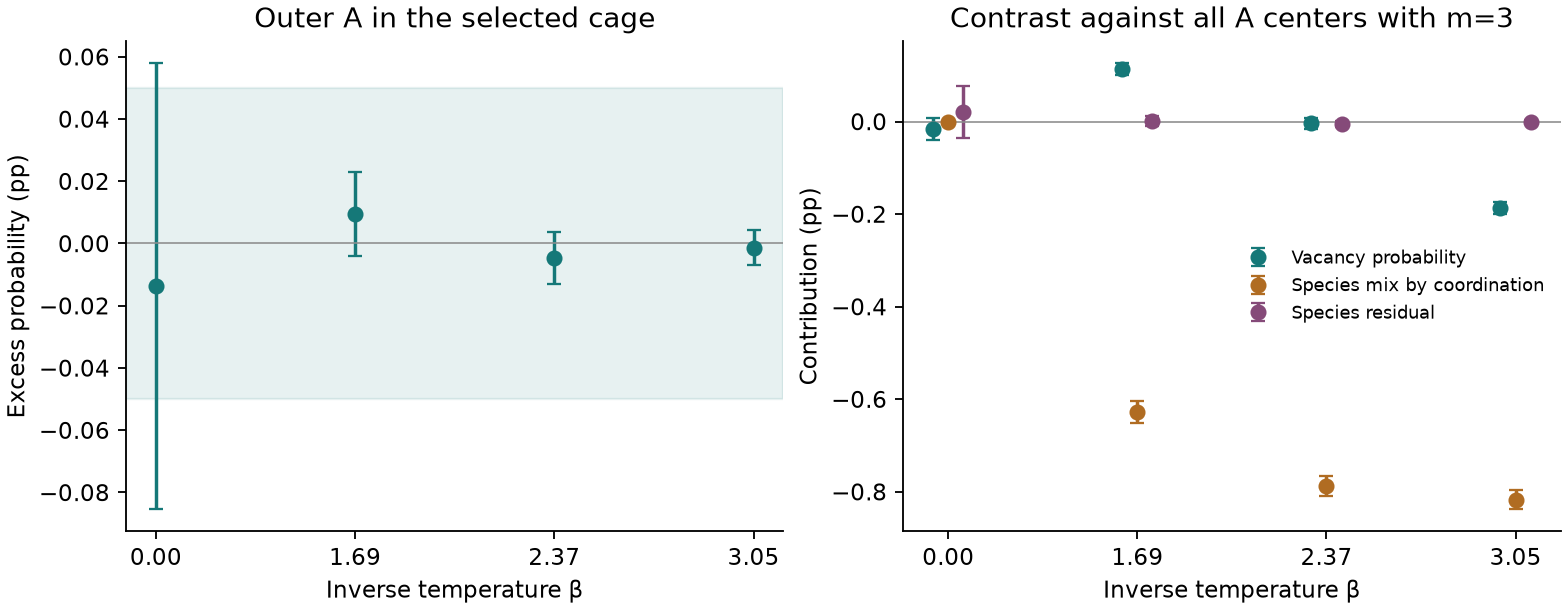 Outer A in the selected cage
Excess probability (pp)
0.06
0.04
0.02
0.00
−0.02
−0.04
−0.06
−0.08
0.00 1.69 2.37 3.05
Inverse temperature β
Contrast against all A centers with m=3
Contribution (pp)
0.0
−0.2
−0.4
−0.6
−0.8
Vacancy probability
Species mix by coordination
Species residual
0.00 1.69 2.37 3.05
Inverse temperature β